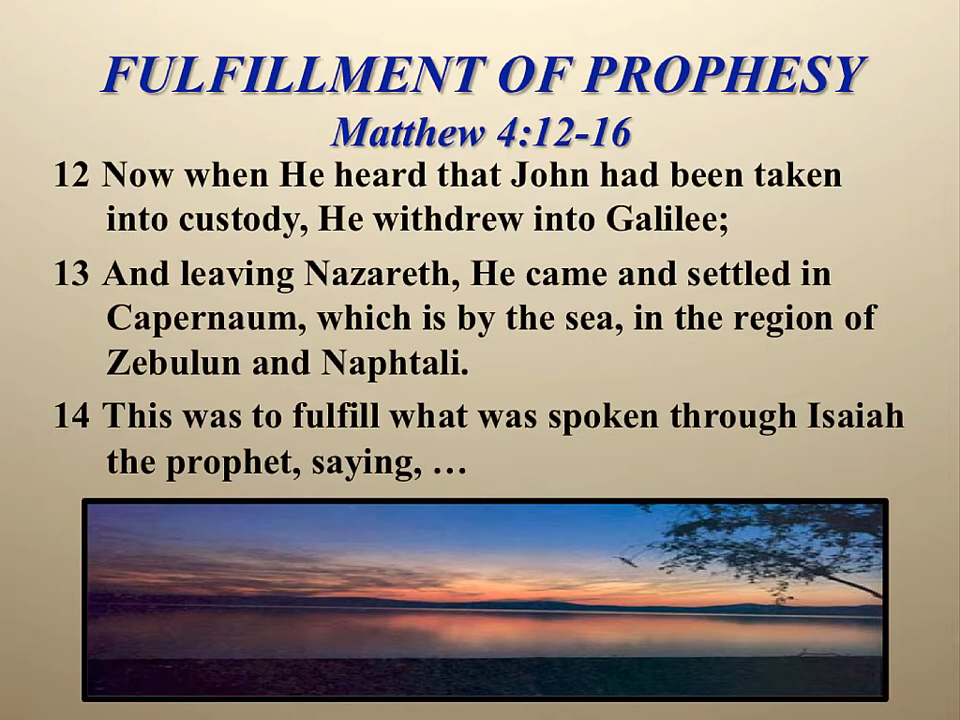 FULFILLMENT OF PROPHESY
Matthew 4:12-16
12 Now when He heard that John had been taken
into custody, He withdrew into Galilee;
13 And leaving Nazareth, He came and settled in
Capernaum, which is by the sea, in the region of
Zebulun and Naphtali.
14 This was to fulfill what was spoken through Isaiah
the prophet, saying, …